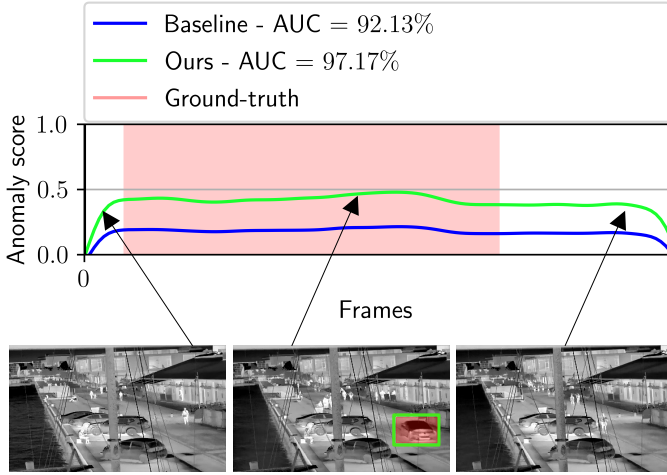 Baseline - AUC = 92.13%
Ours - AUC = 97.17%
Ground-truth
1.0
0.5
0.0
Anomaly score
0
Frames